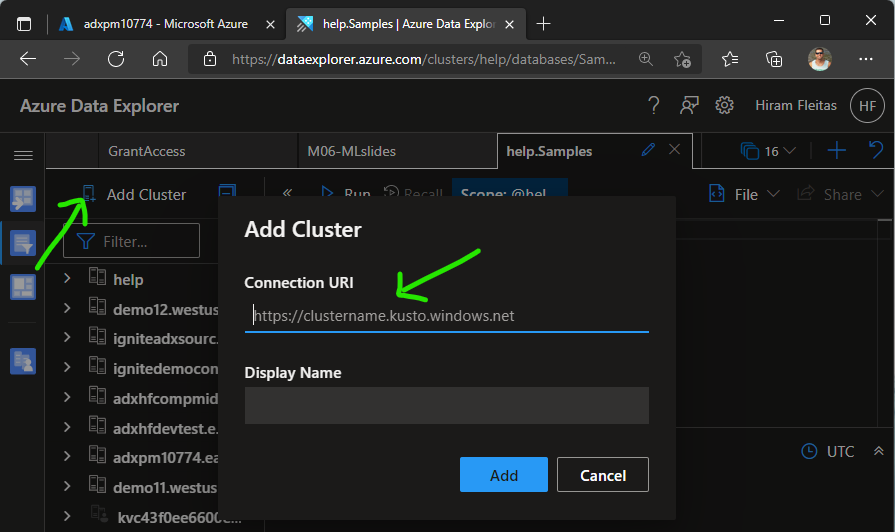 adxpm10774 - Microsoft Azure
help.Samples | Azure Data Explor
https://dataexplorer.azure.com/clusters/help/databases/Sam...
Azure Data Explorer
? Hiram Fleitas HF
GrantAccess
M06-MLslides
help.Samples
16
Add Cluster
Run
Recall
Scope: @hel
File
Share
Filter...
help
demo12.westus
igniteadxsourc.
ignitedemocon
adxhfcompmid
adxhfdevtest.e.
adxpm10774.ea
demo11.westus
kvc43f0ee6600c...
Add Cluster
Connection URI
https://clustername.kusto.windows.net
Display Name
Add
Cancel
UTC